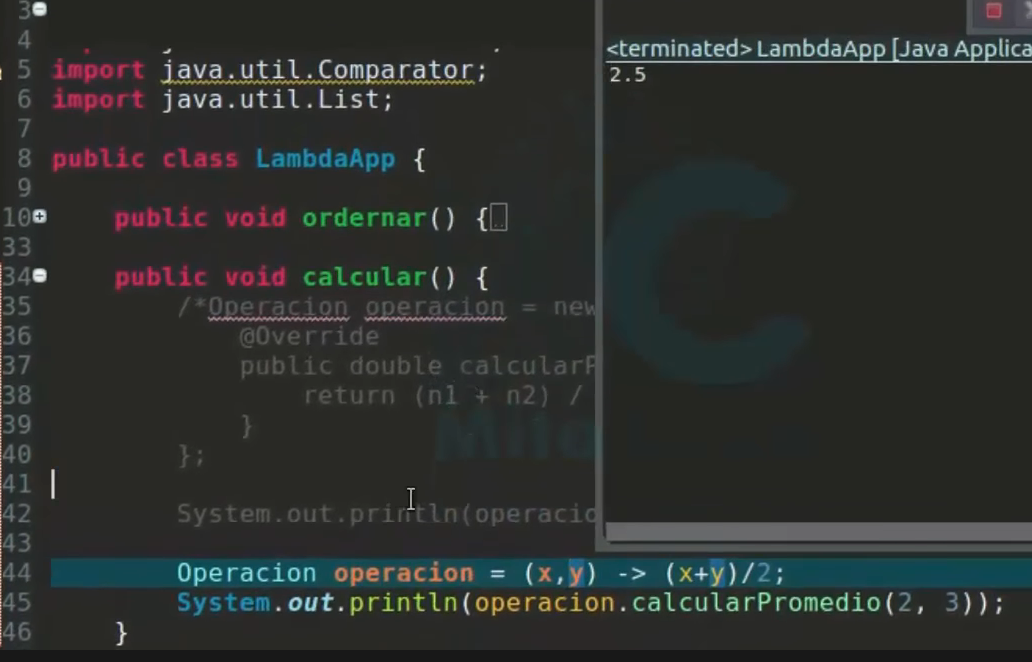 3
4
5 import java.util.Comparator;
6 import java.util.List;
7
8 public class LambdaApp {
9
10 public void ordernar() {
33
34 public void calcular() {
35 /*Operacion operacion = new
36 @Override
37 public double calcularP
38 return (n1 + n2) /
39 }
40 };
41
42 System.out.println(operacio
43
44 Operacion operacion = (x,y) -> (x+y)/2;
45 System.out.println(operacion.calcularPromedio(2, 3));
46 }
<terminated> LambdaApp [Java Applica
2.5